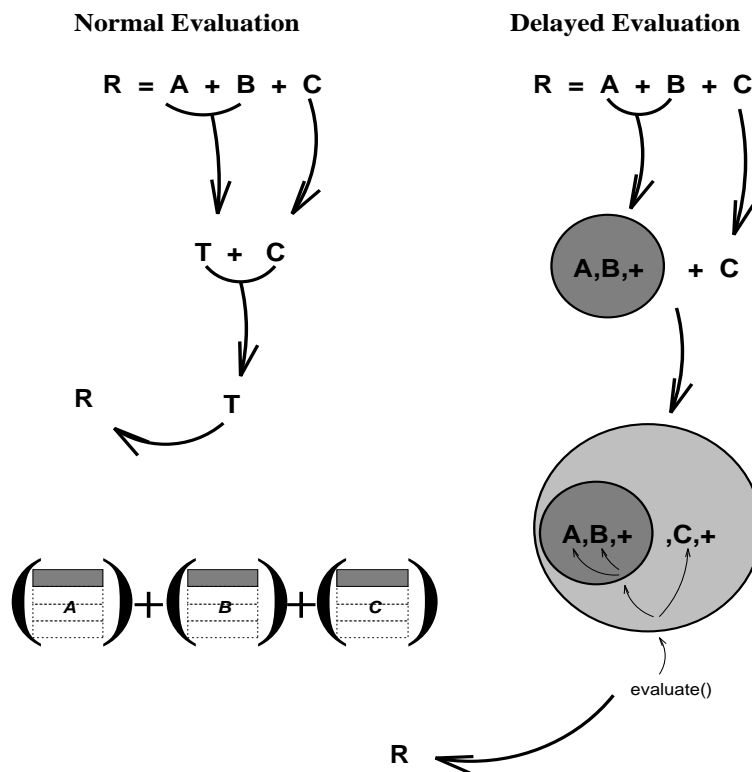 Normal Evaluation
R = A + B + C
T + C
R T
A + B + C
Delayed Evaluation
R = A + B + C
A,B,+ + C
A,B,+ ,C,+
evaluate()
R